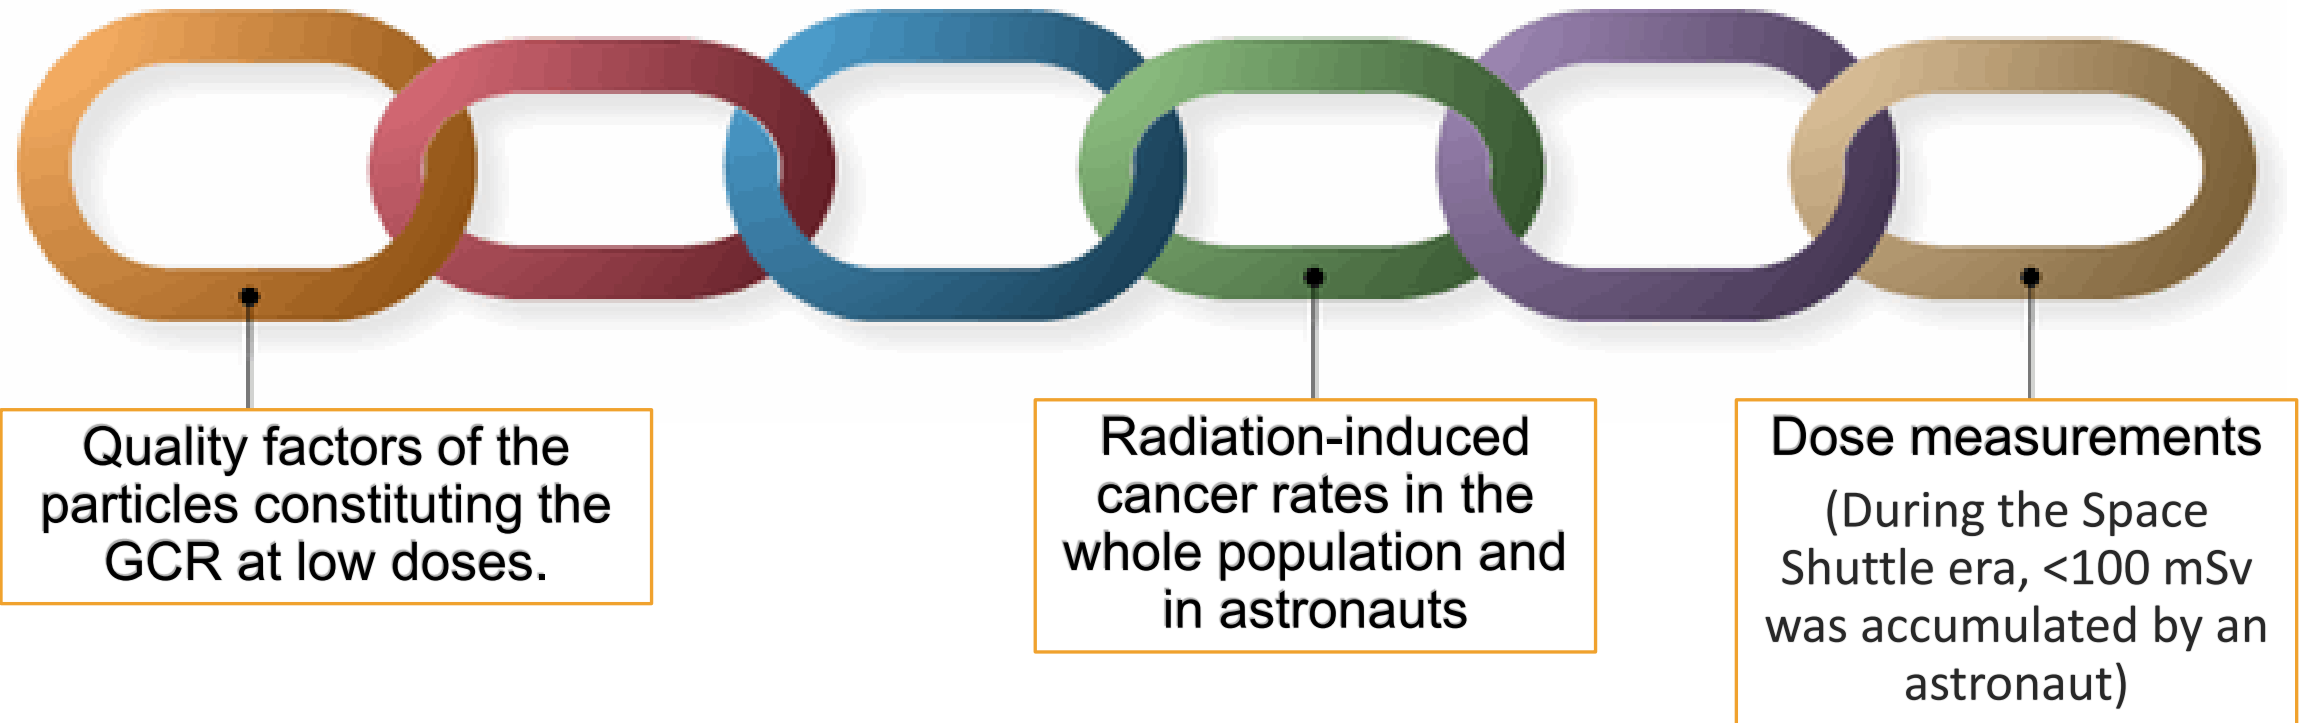 Quality factors of the
particles constituting the
GCR at low doses.
Radiation-induced
cancer rates in the
whole population and
in astronauts
Dose measurements
(During the Space
Shuttle era, <100 mSv
was accumulated by an
astronaut)